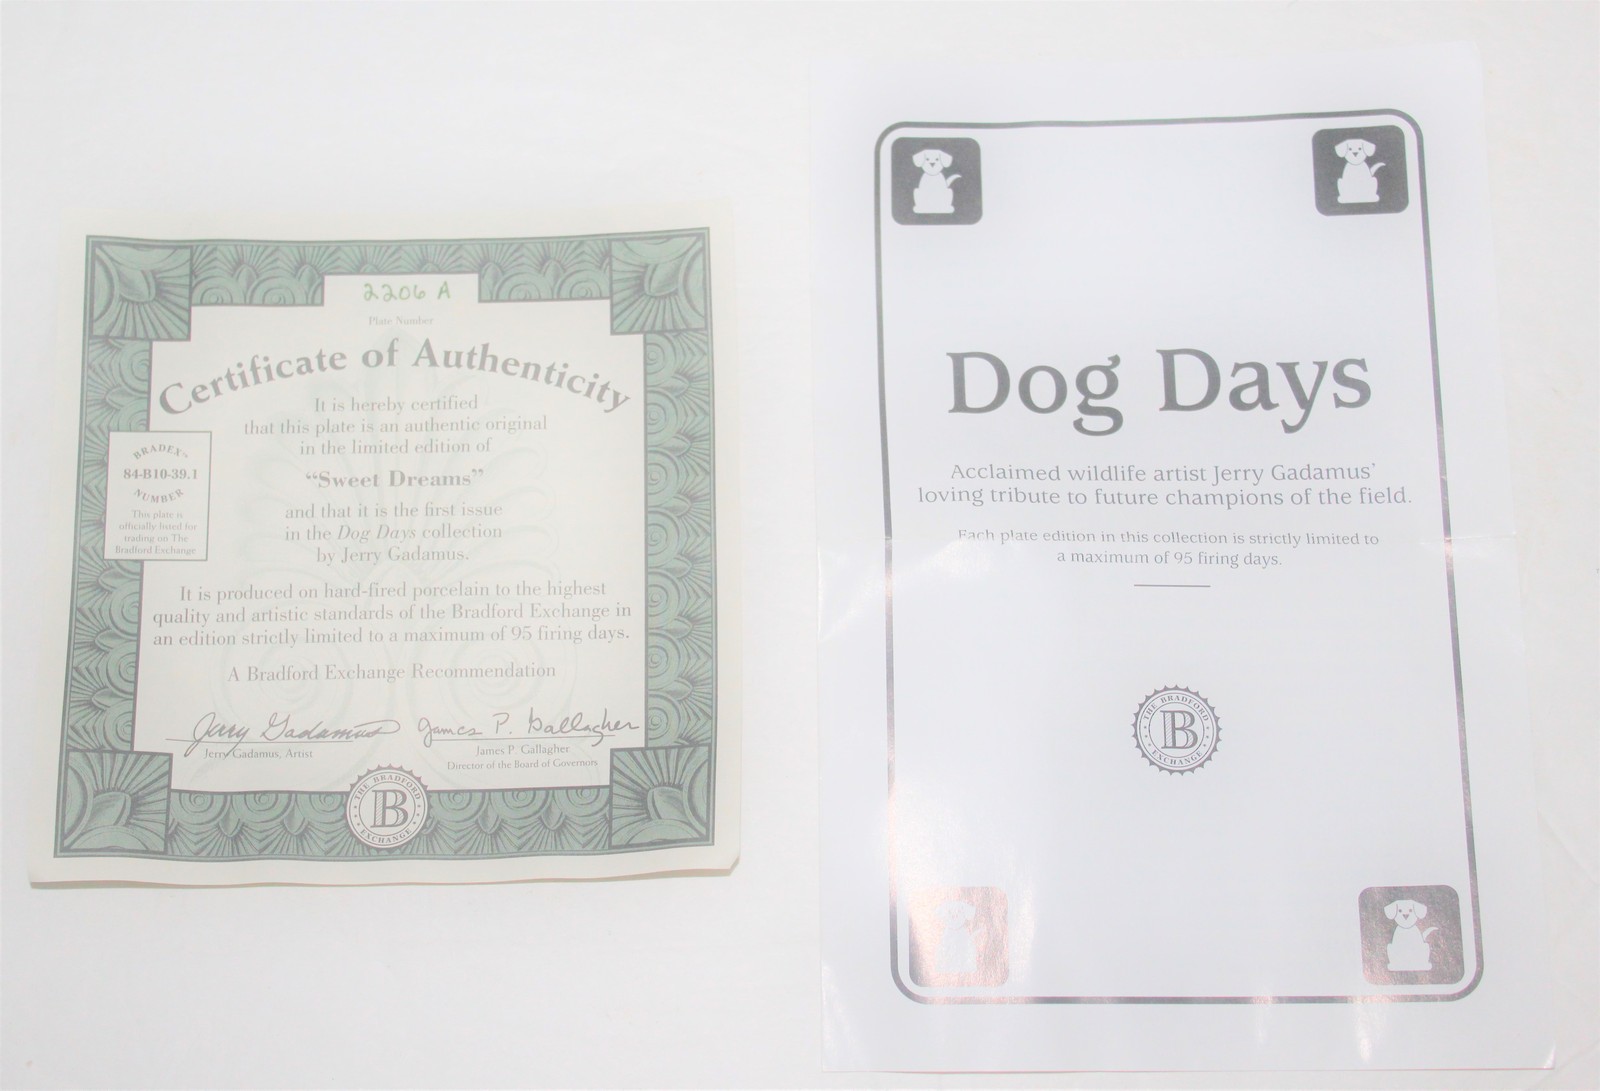 2206 A
Plate Number
Certificate of Authenticity
It is hereby certified
that this plate is an authentic original
in the limited edition of
“Sweet Dreams”
and that it is the first issue
in the Dog Days collection
by Jerry Gadamus.
BRADEX™
84-B10-39.1
NUMBER
This plate is
officially listed for
trading on The
Bradford Exchange
It is produced on hard-fired porcelain to the highest
quality and artistic standards of the Bradford Exchange in
an edition strictly limited to a maximum of 95 firing days.
A Bradford Exchange Recommendation
Jerry Gadamus James P. Gallagher
Jerry Gadamus, Artist
James P. Gallagher
Director of the Board of Governors
THE BRADFORD
B
EXCHANGE
Dog Days
Acclaimed wildlife artist Jerry Gadamus’
loving tribute to future champions of the field.
Each plate edition in this collection is strictly limited to
a maximum of 95 firing days.
THE BRADFORD
B
EXCHANGE